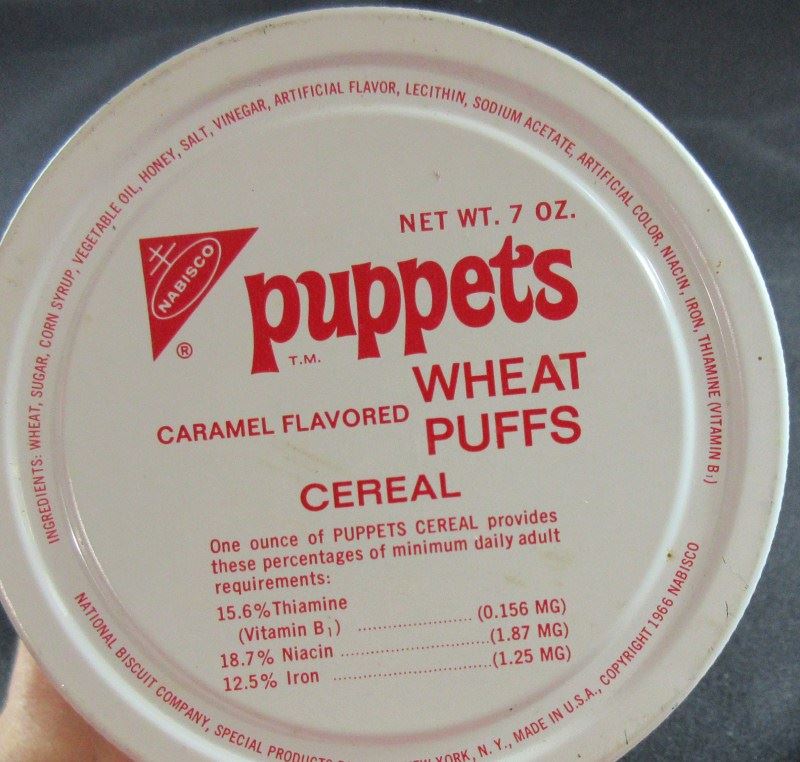 INGREDIENTS: WHEAT, SUGAR, CORN SYRUP, VEGETABLE OIL, HONEY, SALT, VINEGAR, ARTIFICIAL FLAVOR, LECITHIN, SODIUM ACETATE, ARTIFICIAL COLOR, NIACIN, IRON, THIAMINE (VITAMIN B1)
NET WT. 7 OZ.
NABISCO
®
puppets
T.M.
WHEAT
CARAMEL FLAVORED
PUFFS
CEREAL
One ounce of PUPPETS CEREAL provides
these percentages of minimum daily adult
requirements:
15.6% Thiamine
(Vitamin B1) ........................ (0.156 MG)
18.7% Niacin .............................. (1.87 MG)
12.5% Iron ................................ (1.25 MG)
NATIONAL BISCUIT COMPANY, SPECIAL PRODUCTS YORK, N.Y., MADE IN U.S.A., COPYRIGHT 1966 NABISCO